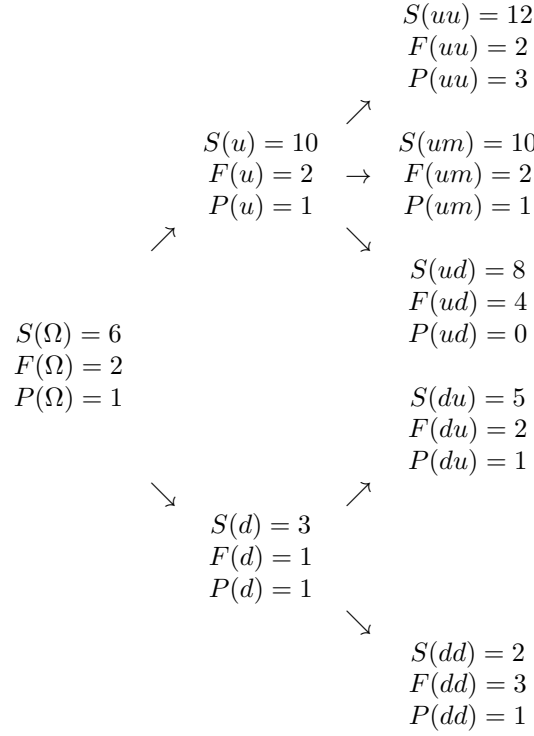 S(uu) = 12
F(uu) = 2
P(uu) = 3
S(u) = 10
F(u) = 2
P(u) = 1
S(um) = 10
F(um) = 2
P(um) = 1
S(ud) = 8
F(ud) = 4
P(ud) = 0
S(Ω) = 6
F(Ω) = 2
P(Ω) = 1
S(du) = 5
F(du) = 2
P(du) = 1
S(d) = 3
F(d) = 1
P(d) = 1
S(dd) = 2
F(dd) = 3
P(dd) = 1